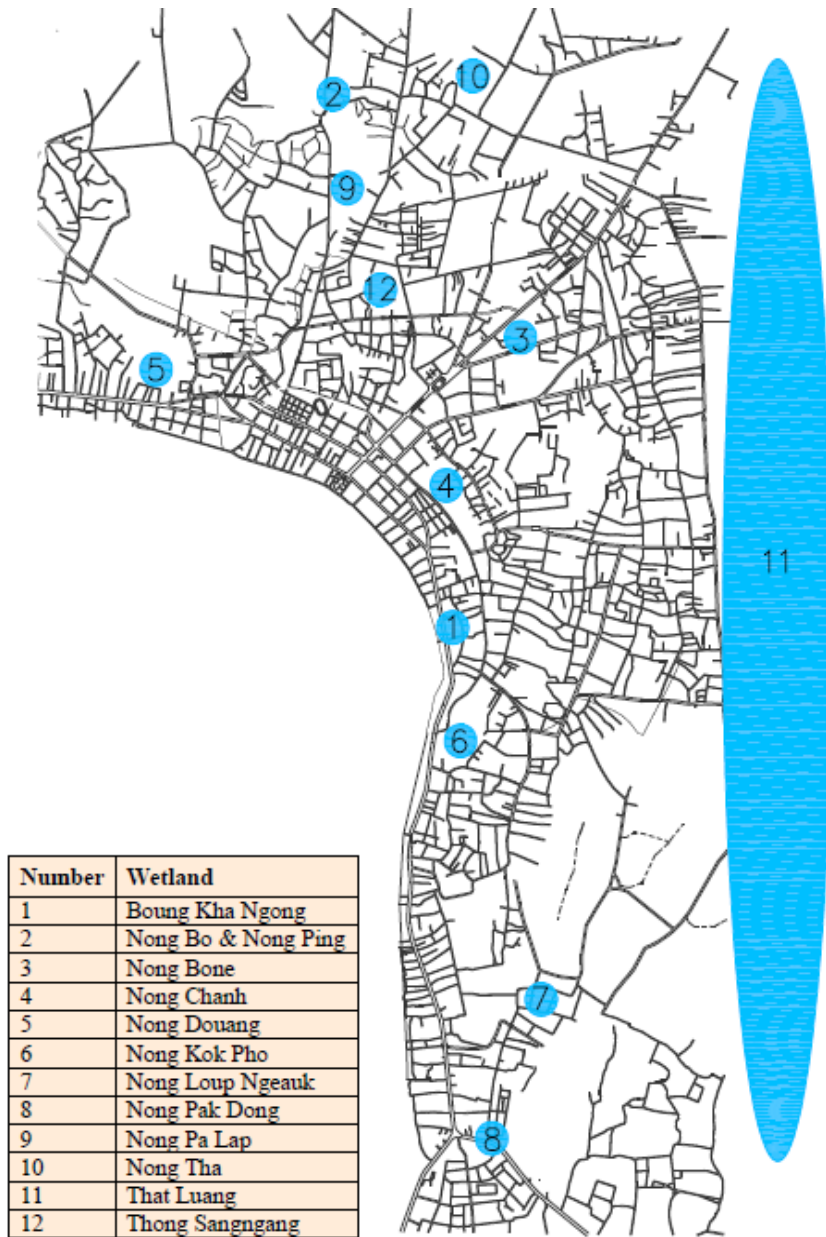 10
2
9
12
3
5
4
11
1
6
7
8
Number Wetland
1 Boung Kha Ngong
2 Nong Bo & Nong Ping
3 Nong Bone
4 Nong Chanh
5 Nong Douang
6 Nong Kok Pho
7 Nong Loup Ngeauk
8 Nong Pak Dong
9 Nong Pa Lap
10 Nong Tha
11 That Luang
12 Thong Sangngang